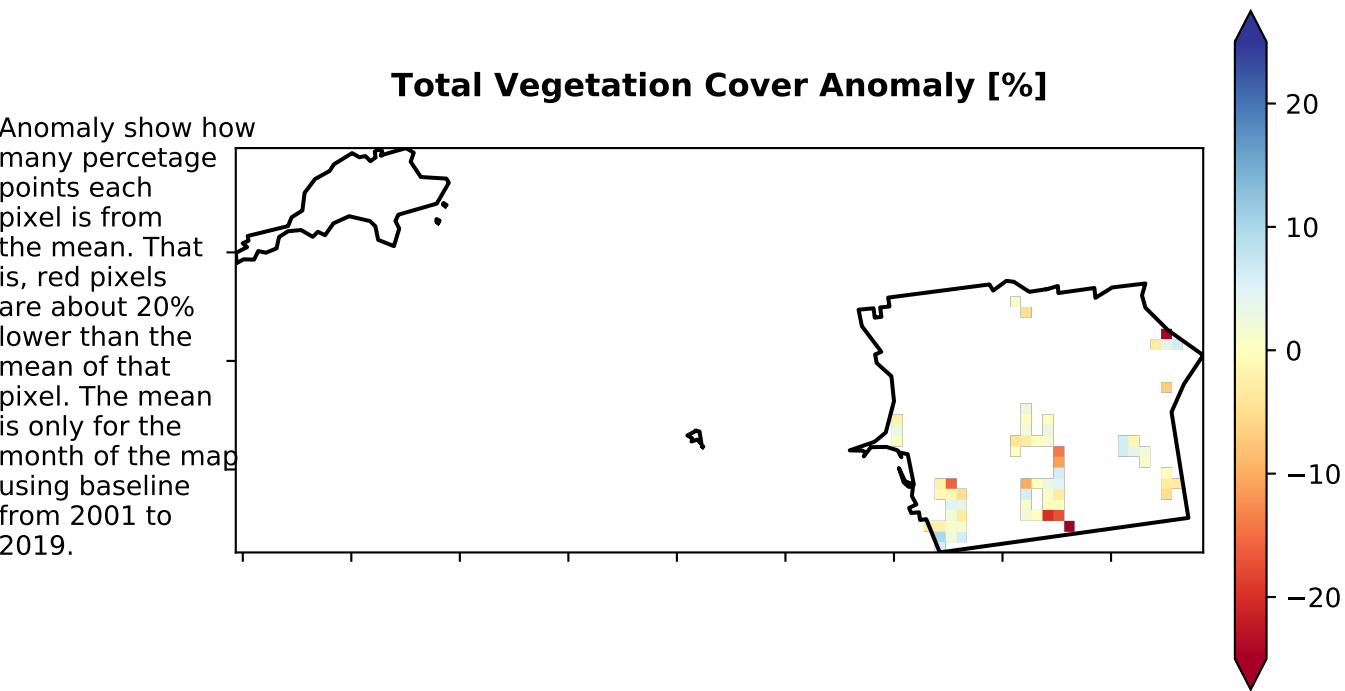 Total Vegetation Cover Anomaly [%]
Anomaly show how
many percetage
points each
pixel is from
the mean. That
is, red pixels
are about 20%
lower than the
mean of that
pixel. The mean
is only for the
month of the map
using baseline
from 2001 to
2019.
20
10
0
−10
−20